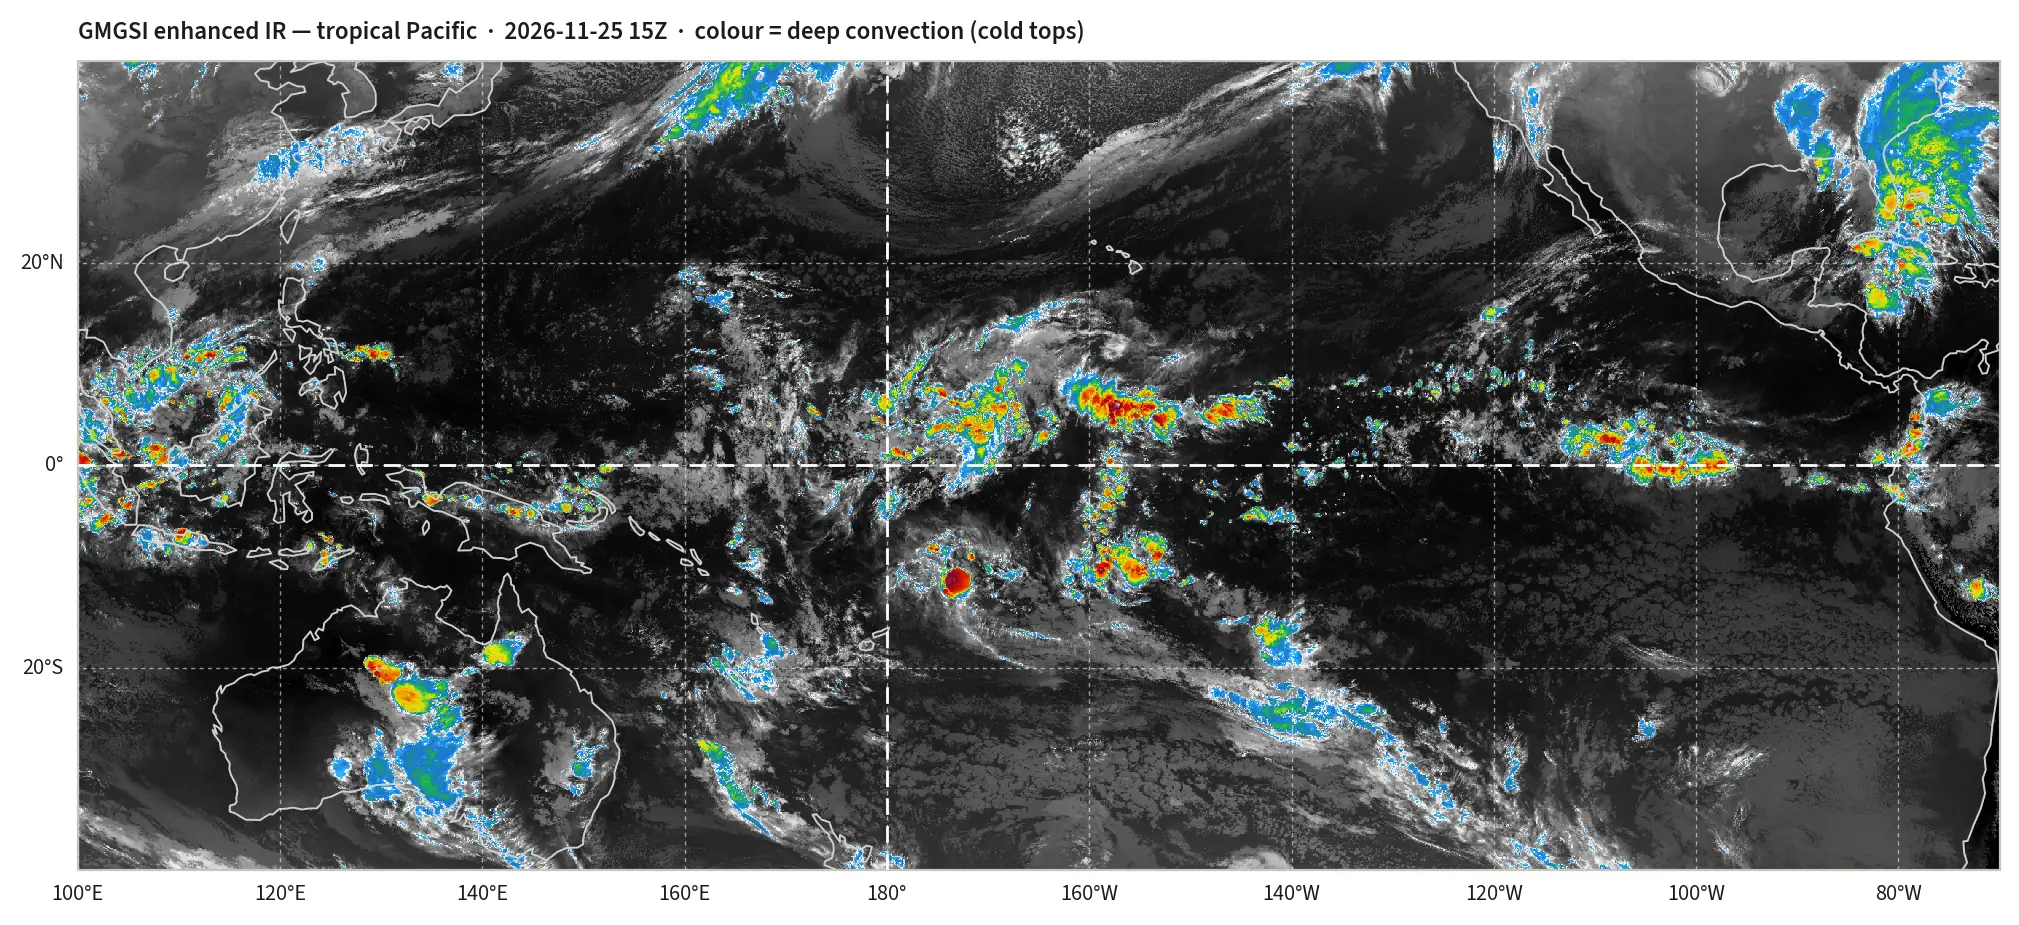 GMGSI enhanced IR — tropical Pacific · 2026-11-25 15Z · colour = deep convection (cold tops)
20°N
0°
20°S
100°E 120°E 140°E 160°E 180° 160°W 140°W 120°W 100°W 80°W